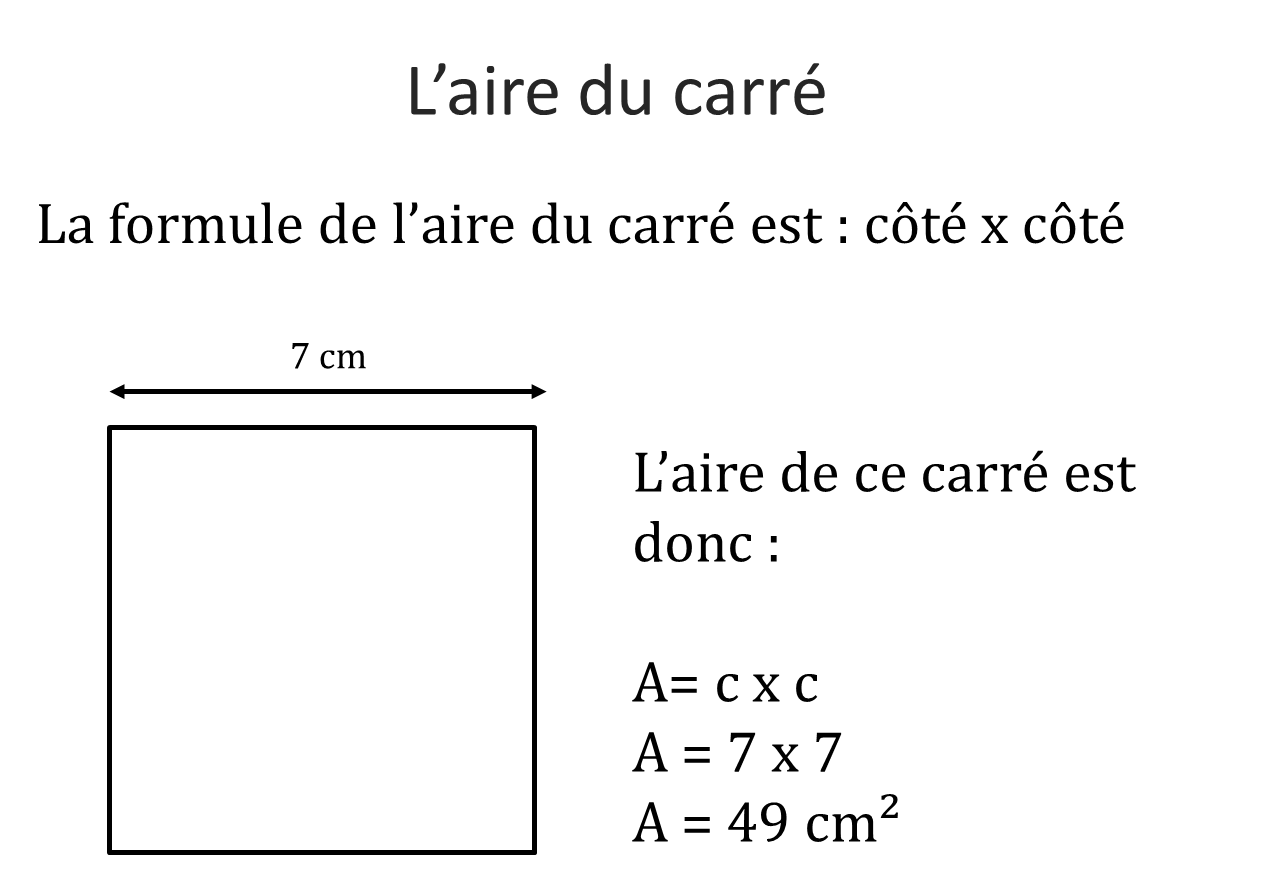 L’aire du carré
La formule de l’aire du carré est : côté x côté
7 cm
L’aire de ce carré est
donc :
A= c x c
A = 7 x 7
A = 49 cm²